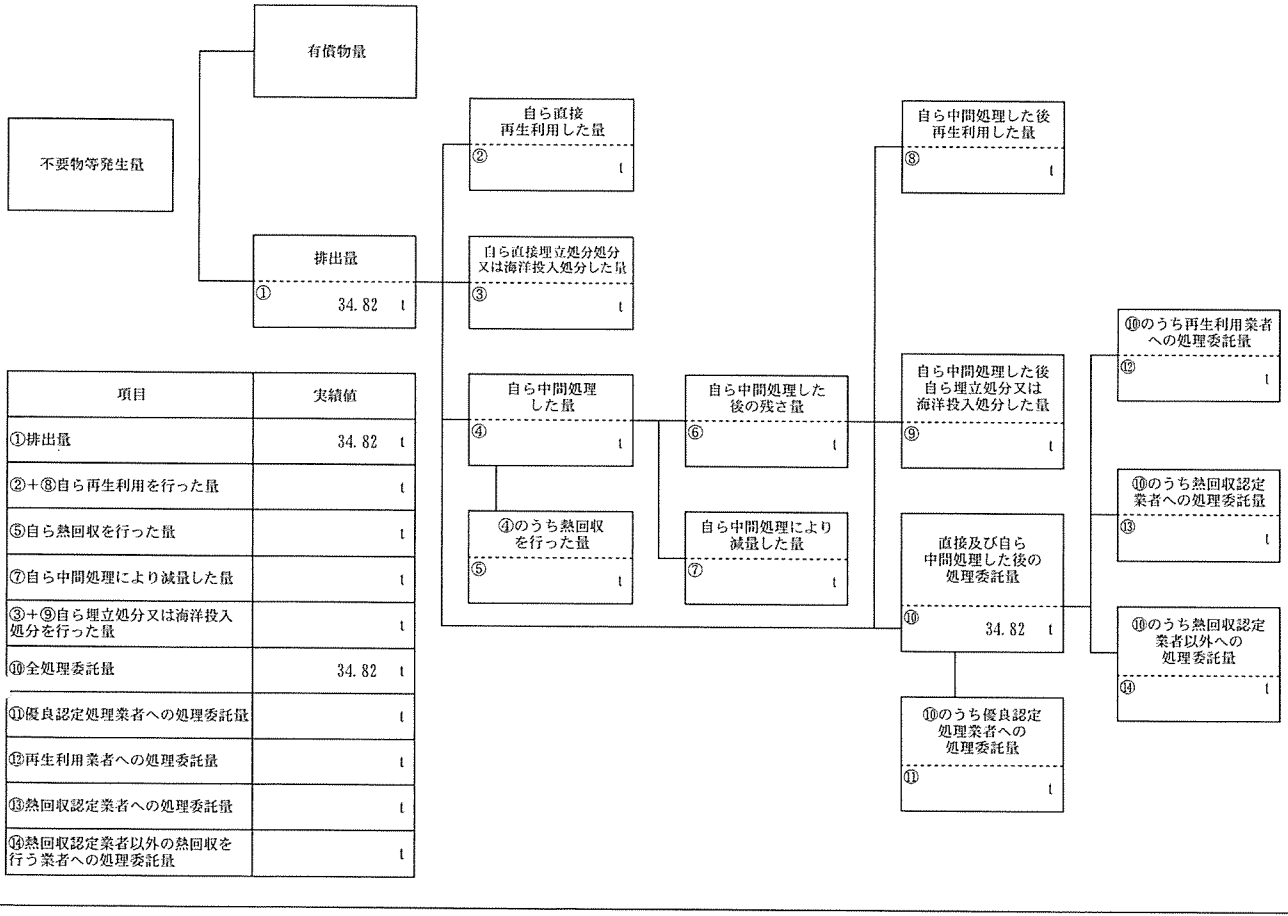 有償物量
不要物等発生量
排出量
①
34.82 t
自ら直接
再生利用した量
②
t
自ら直接埋立処分処分
又は海洋投入処分した量
③
t
自ら中間処理
した量
④
t
④のうち熱回収
を行った量
⑤
t
自ら中間処理した
後の残さ量
⑥
t
自ら中間処理により
減量した量
⑦
t
自ら中間処理した後
再生利用した量
⑧
t
自ら中間処理した後
自ら埋立処分又は
海洋投入処分した量
⑨
t
直接及び自ら
中間処理した後の
処理委託量
⑩
34.82 t
⑩のうち優良認定
処理業者への
処理委託量
⑪
t
⑩のうち再生利用業者
への処理委託量
⑫
t
⑩のうち熱回収認定
業者への処理委託量
⑬
t
⑩のうち熱回収認定
業者以外への
処理委託量
⑭
t
項目 実績値
①排出量 34.82 t
②+⑧自ら再生利用を行った量 t
⑤自ら熱回収を行った量 t
⑦自ら中間処理により減量した量 t
③+⑨自ら埋立処分又は海洋投入
処分を行った量 t
⑩全処理委託量 34.82 t
⑪優良認定処理業者への処理委託量 t
⑫再生利用業者への処理委託量 t
⑬熱回収認定業者への処理委託量 t
⑭熱回収認定業者以外の熱回収を
行う業者への処理委託量 t